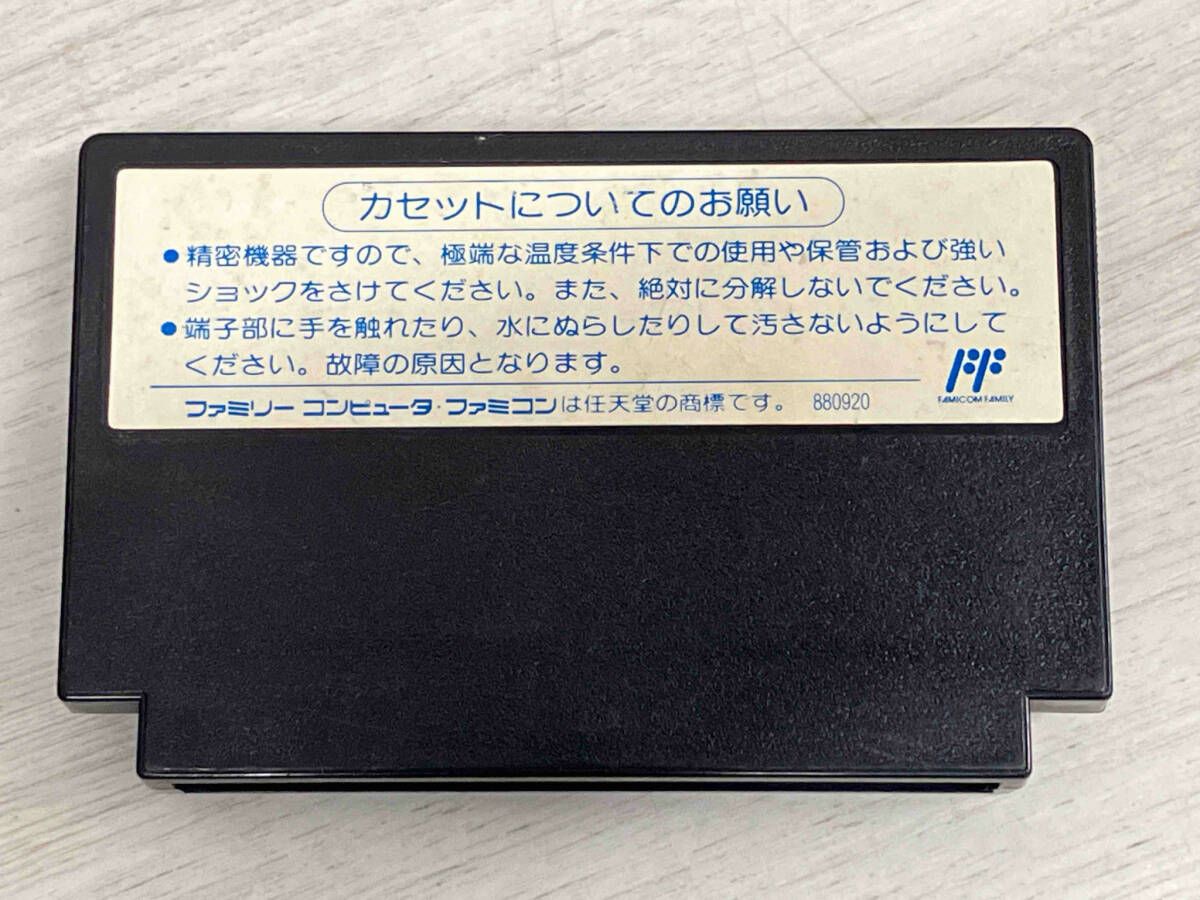 カセットについてのお願い
●精密機器ですので、極端な温度条件下での使用や保管および強い
ショックをさけてください。また、絶対に分解しないでください。
●端子部に手を触れたり、水にぬらしたりして汚さないようにして
ください。故障の原因となります。
FAMICOM FAMILY
ファミリー コンピュータ・ファミコンは任天堂の商標です。 880920